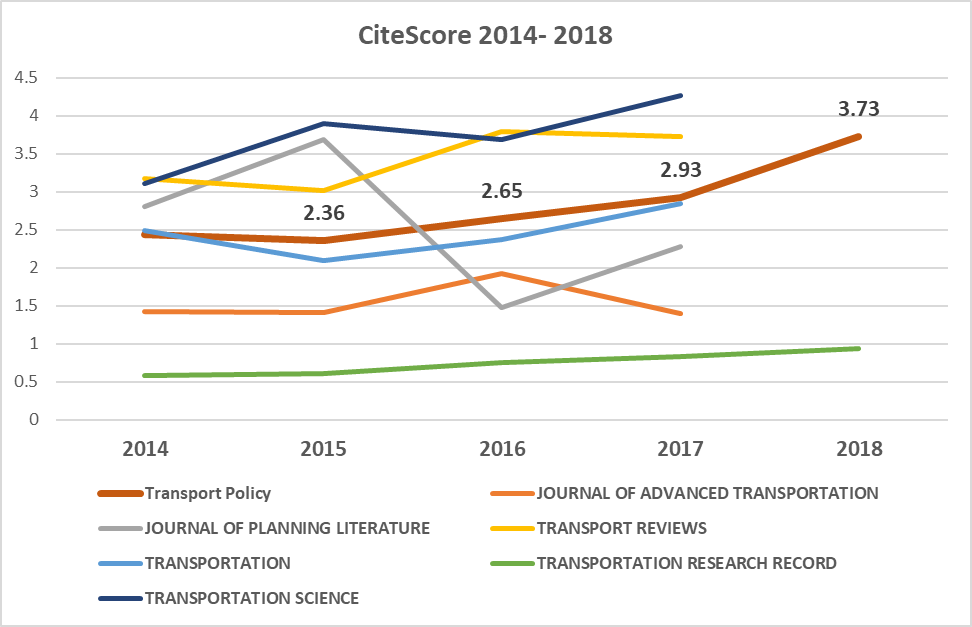 CiteScore 2014- 2018
4.5
4
3.5
3
2.5
2
1.5
1
0.5
0
2.36
2.65
2.93
3.73
2014 2015 2016 2017 2018
Transport Policy
JOURNAL OF ADVANCED TRANSPORTATION
JOURNAL OF PLANNING LITERATURE
TRANSPORT REVIEWS
TRANSPORTATION
TRANSPORTATION RESEARCH RECORD
TRANSPORTATION SCIENCE